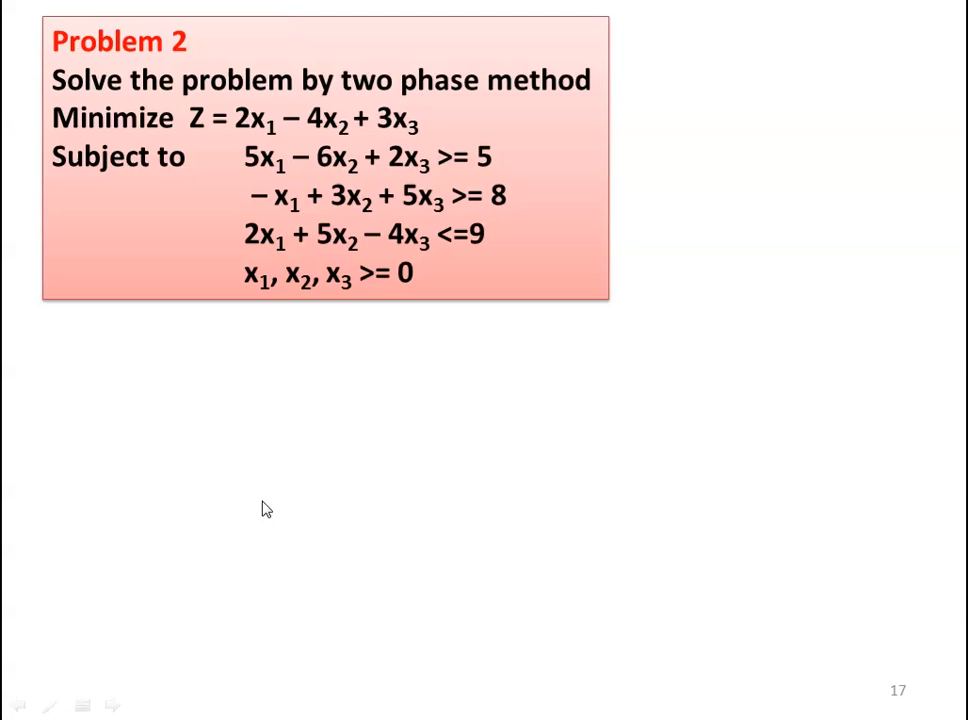 Problem 2
Solve the problem by two phase method
Minimize Z = 2x₁ – 4x₂ + 3x₃
Subject to 5x₁ – 6x₂ + 2x₃ >= 5
– x₁ + 3x₂ + 5x₃ >= 8
2x₁ + 5x₂ – 4x₃ <=9
x₁, x₂, x₃ >= 0
17